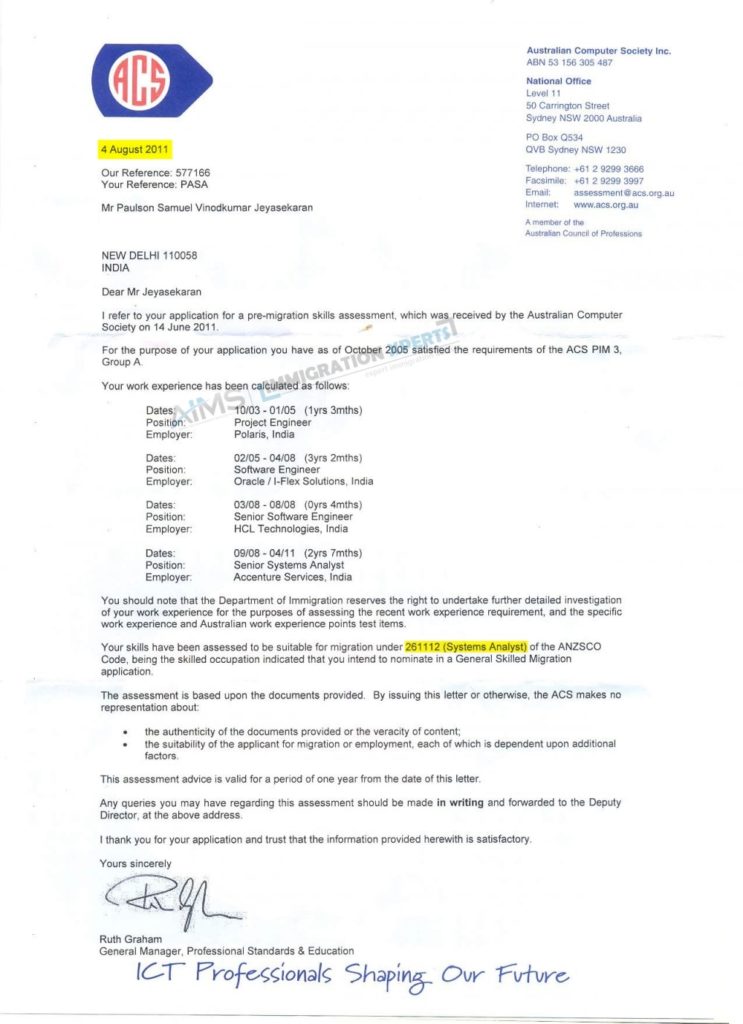 ACS
Australian Computer Society Inc.
ABN 53 156 305 487
National Office
Level 11
50 Carrington Street
Sydney NSW 2000 Australia
PO Box Q534
QVB Sydney NSW 1230
Telephone: +61 2 9299 3666
Facsimile: +61 2 9299 3997
Email: assessment@acs.org.au
Internet: www.acs.org.au
A member of the
Australian Council of Professions
4 August 2011
Our Reference: 577166
Your Reference: PASA
Mr Paulson Samuel Vinodkumar Jeyasekaran
NEW DELHI 110058
INDIA
Dear Mr Jeyasekaran
I refer to your application for a pre-migration skills assessment, which was received by the Australian Computer
Society on 14 June 2011.
For the purpose of your application you have as of October 2005 satisfied the requirements of the ACS PIM 3,
Group A.
Your work experience has been calculated as follows:
AiMS IMMIGRATION XPERTS
expert immigration
Dates: 10/03 - 01/05 (1yrs 3mths)
Position: Project Engineer
Employer: Polaris, India
Dates: 02/05 - 04/08 (3yrs 2mths)
Position: Software Engineer
Employer: Oracle / I-Flex Solutions, India
Dates: 03/08 - 08/08 (0yrs 4mths)
Position: Senior Software Engineer
Employer: HCL Technologies, India
Dates: 09/08 - 04/11 (2yrs 7mths)
Position: Senior Systems Analyst
Employer: Accenture Services, India
You should note that the Department of Immigration reserves the right to undertake further detailed investigation
of your work experience for the purposes of assessing the recent work experience requirement, and the specific
work experience and Australian work experience points test items.
Your skills have been assessed to be suitable for migration under 261112 (Systems Analyst) of the ANZSCO
Code, being the skilled occupation indicated that you intend to nominate in a General Skilled Migration
application.
The assessment is based upon the documents provided. By issuing this letter or otherwise, the ACS makes no
representation about:
• the authenticity of the documents provided or the veracity of content;
• the suitability of the applicant for migration or employment, each of which is dependent upon additional
factors.
This assessment advice is valid for a period of one year from the date of this letter.
Any queries you may have regarding this assessment should be made in writing and forwarded to the Deputy
Director, at the above address.
I thank you for your application and trust that the information provided herewith is satisfactory.
Yours sincerely
Ruth Graham
General Manager, Professional Standards & Education
ICT Professionals Shaping Our Future